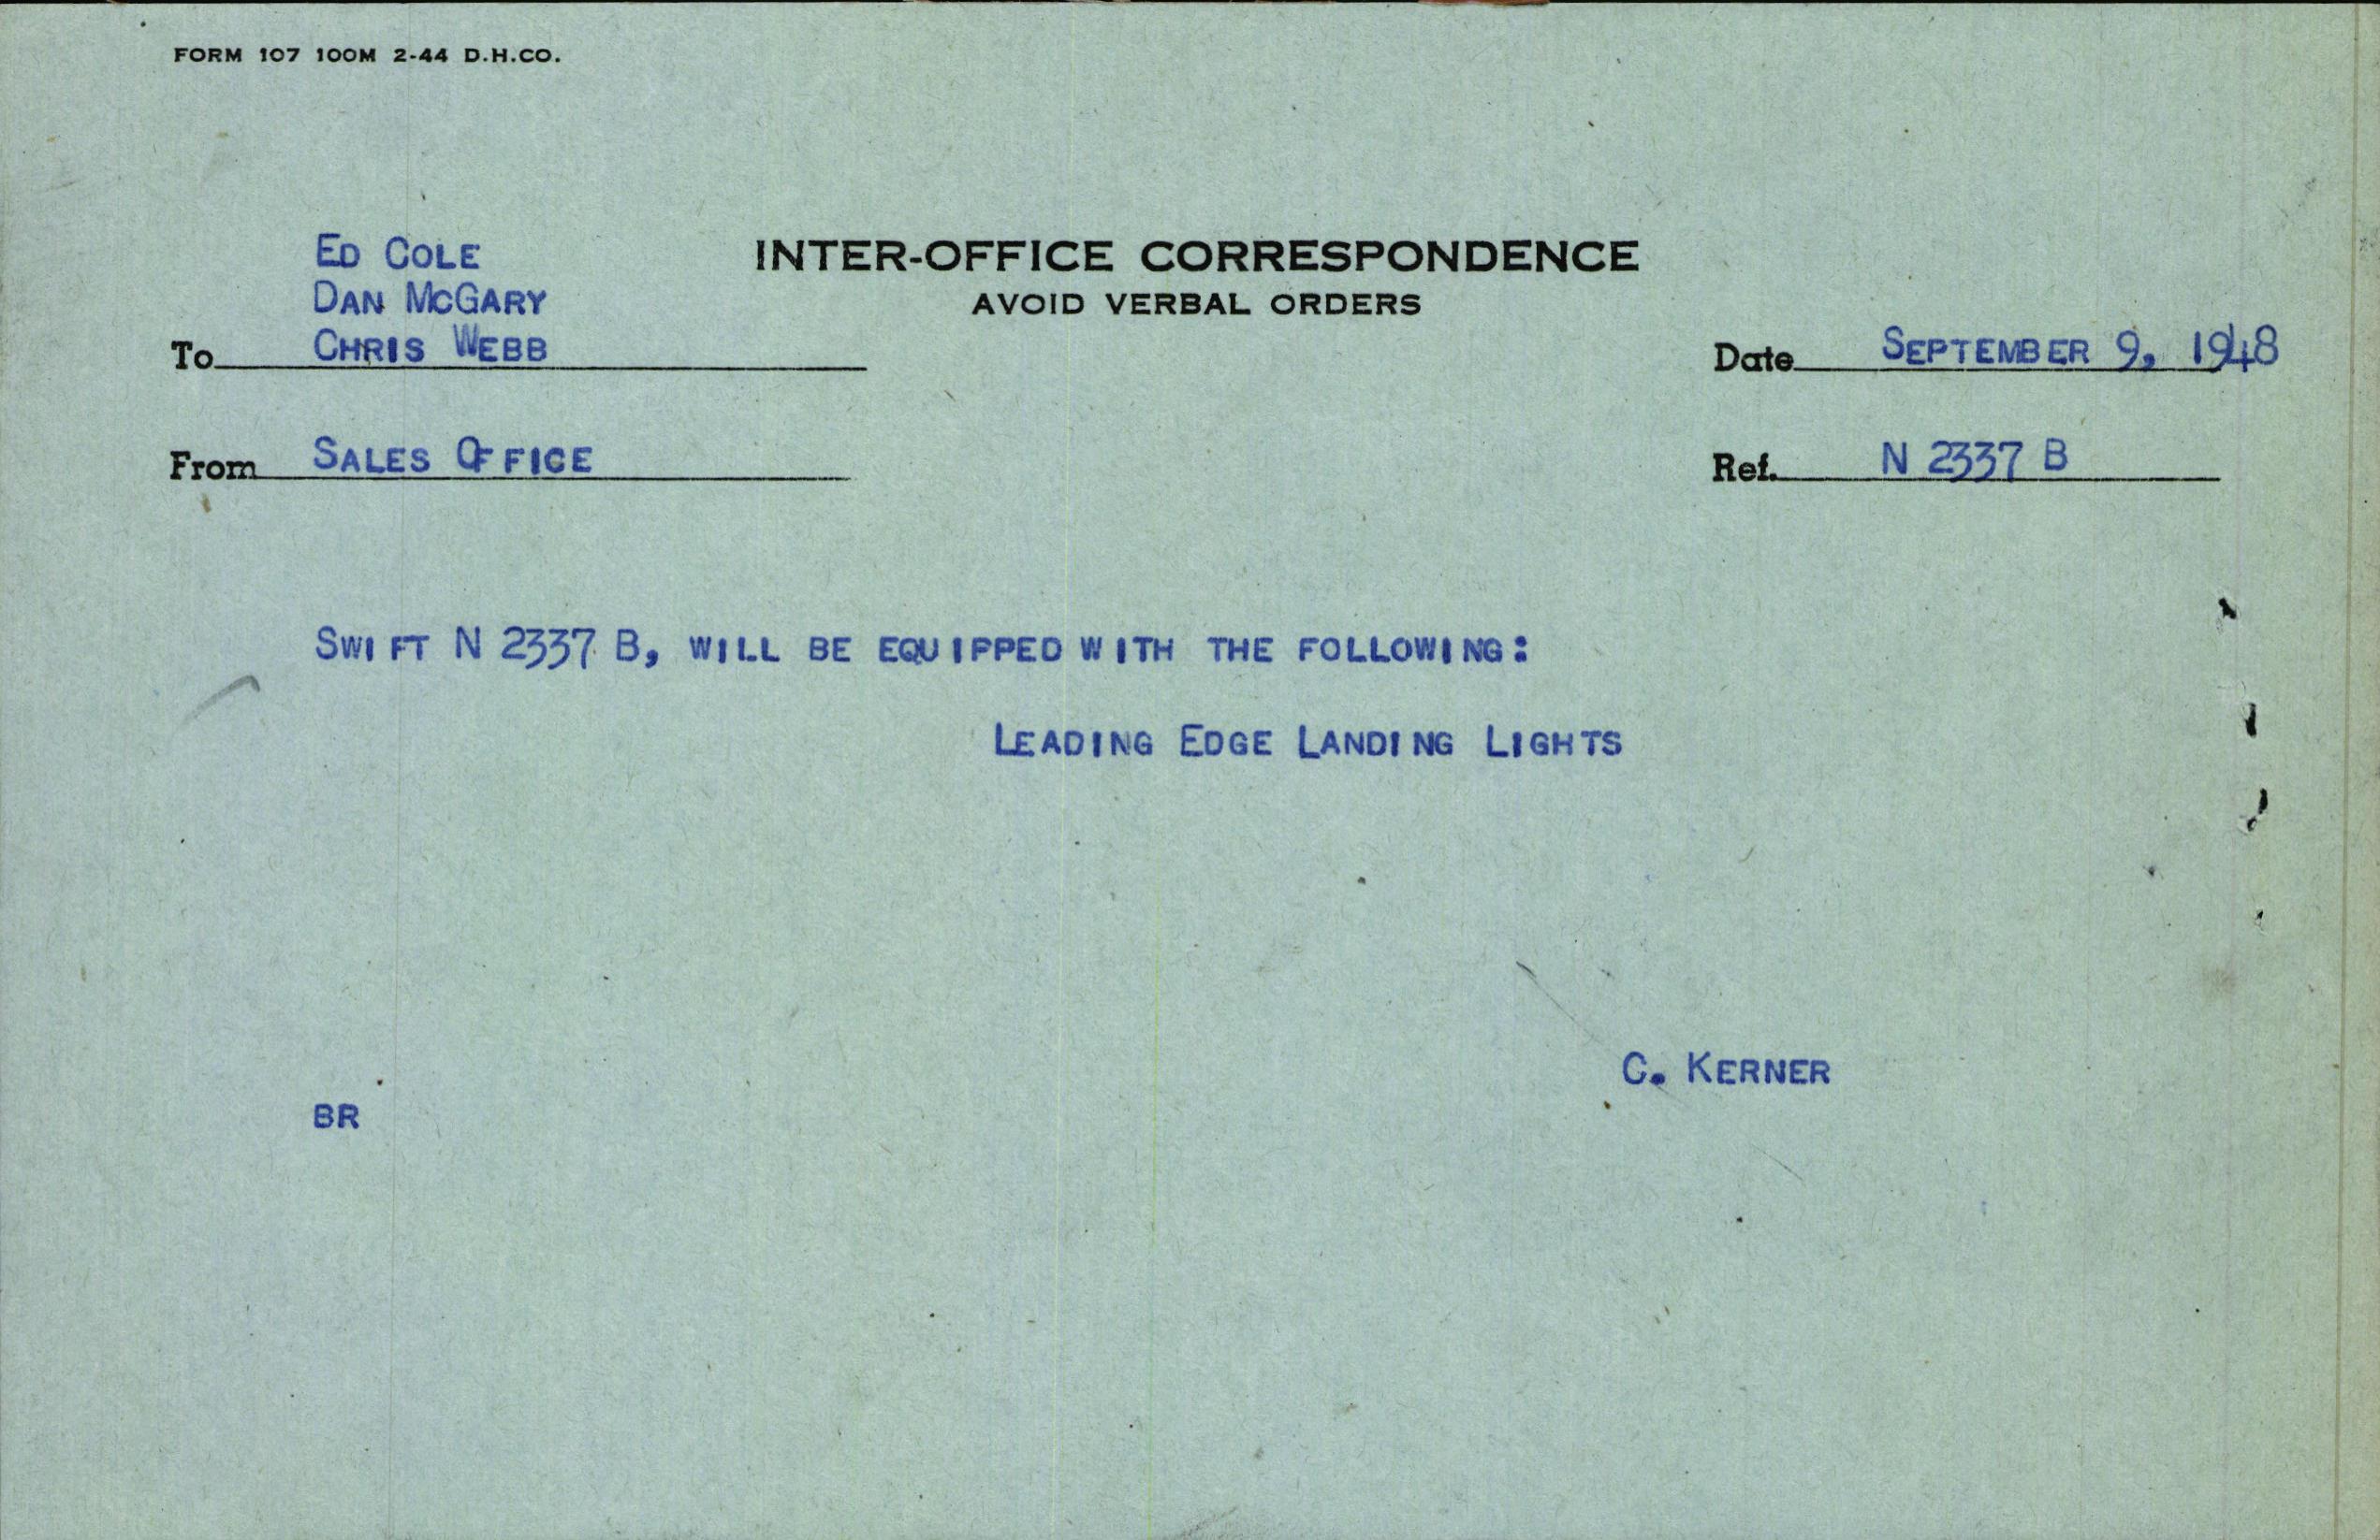 FORM 107 100M 2-44 D.H.CO.
INTER-OFFICE CORRESPONDENCE
AVOID VERBAL ORDERS
ED COLE
DAN MCGARY
To CHRIS WEBB
Date SEPTEMBER 9, 1948
From SALES OFFICE
Ref. N 2337 B
SWIFT N 2337 B, WILL BE EQUIPPED WITH THE FOLLOWING:
LEADING EDGE LANDING LIGHTS
C. KERNER
BR